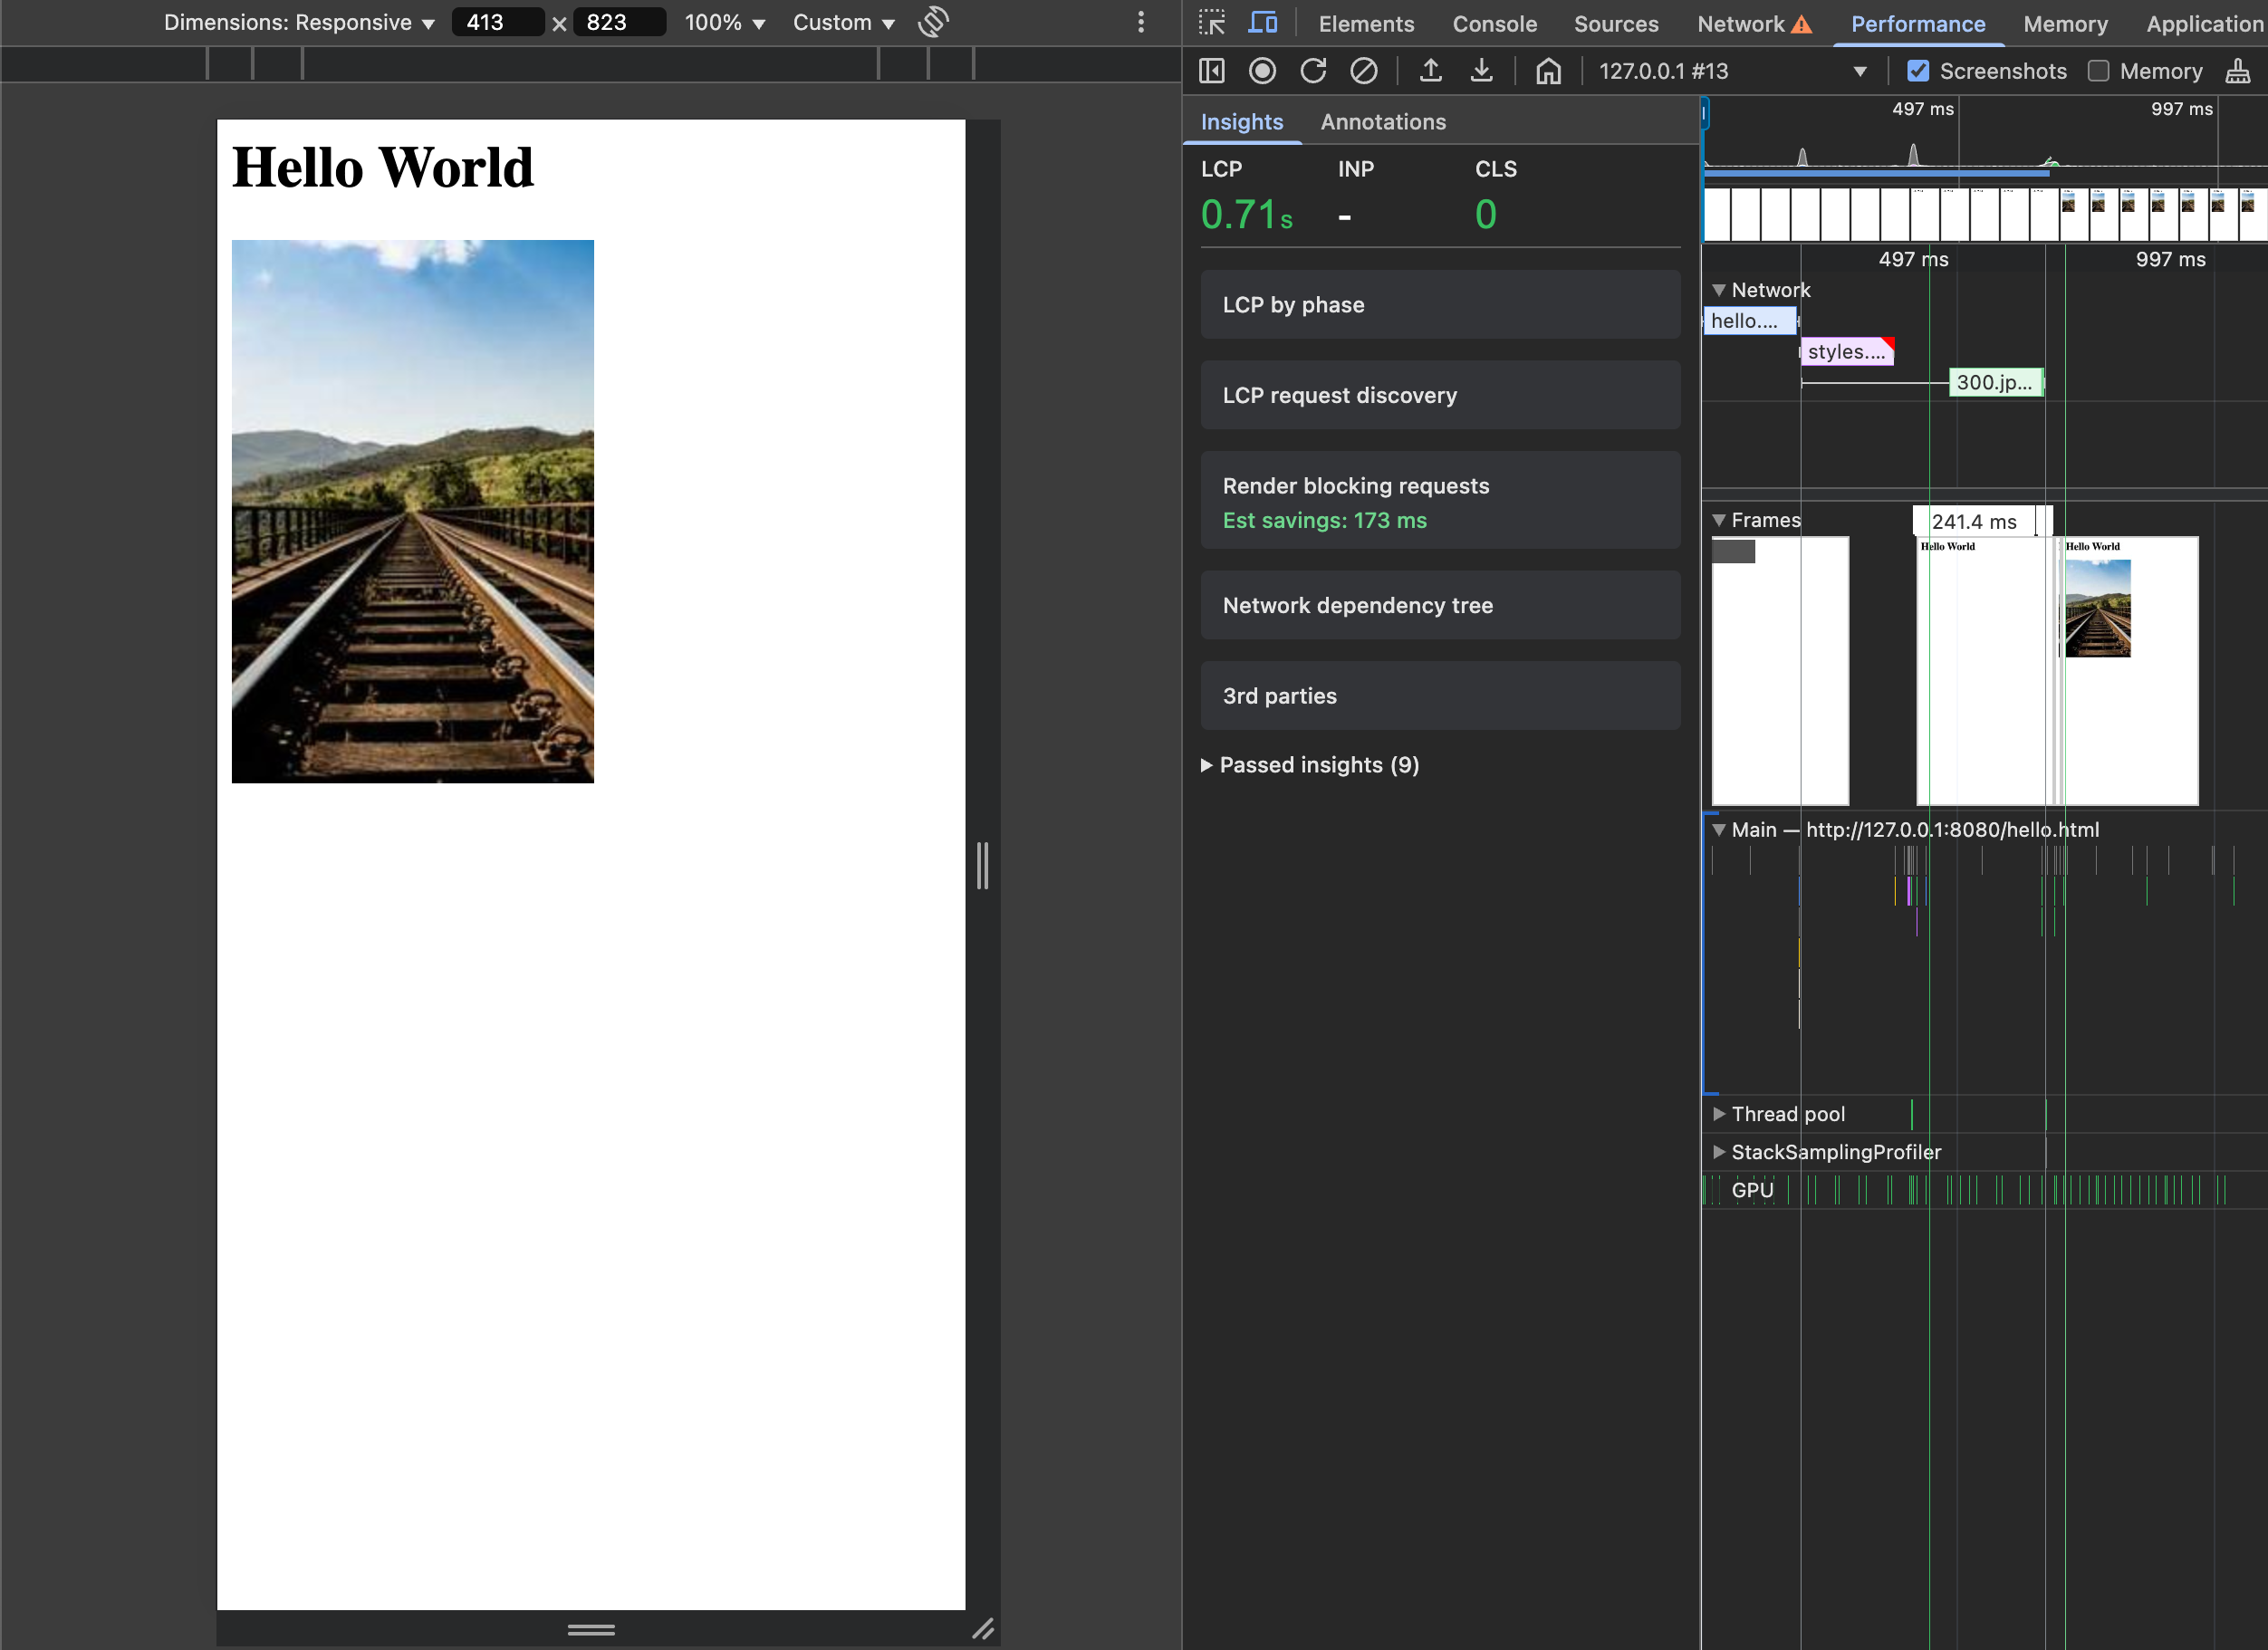 Dimensions: Responsive 413 × 823 100% Custom
Elements Console Sources Network Performance Memory Application
127.0.0.1 #13 Screenshots Memory
Hello World
Insights Annotations
LCP INP CLS
0.71s - 0
LCP by phase
LCP request discovery
Render blocking requests
Est savings: 173 ms
Network dependency tree
3rd parties
Passed insights (9)
497 ms 997 ms
497 ms 997 ms
Network
hello....
styles....
300.jp...
Frames 241.4 ms
Hello World Hello World
Main — http://127.0.0.1:8080/hello.html
Thread pool
StackSamplingProfiler
GPU